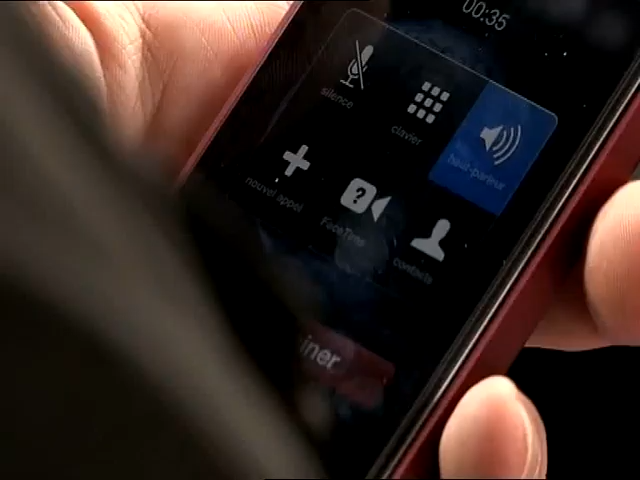 00:35
silence
clavier
haut-parleur
nouvel appel
FaceTime
contacts
iner